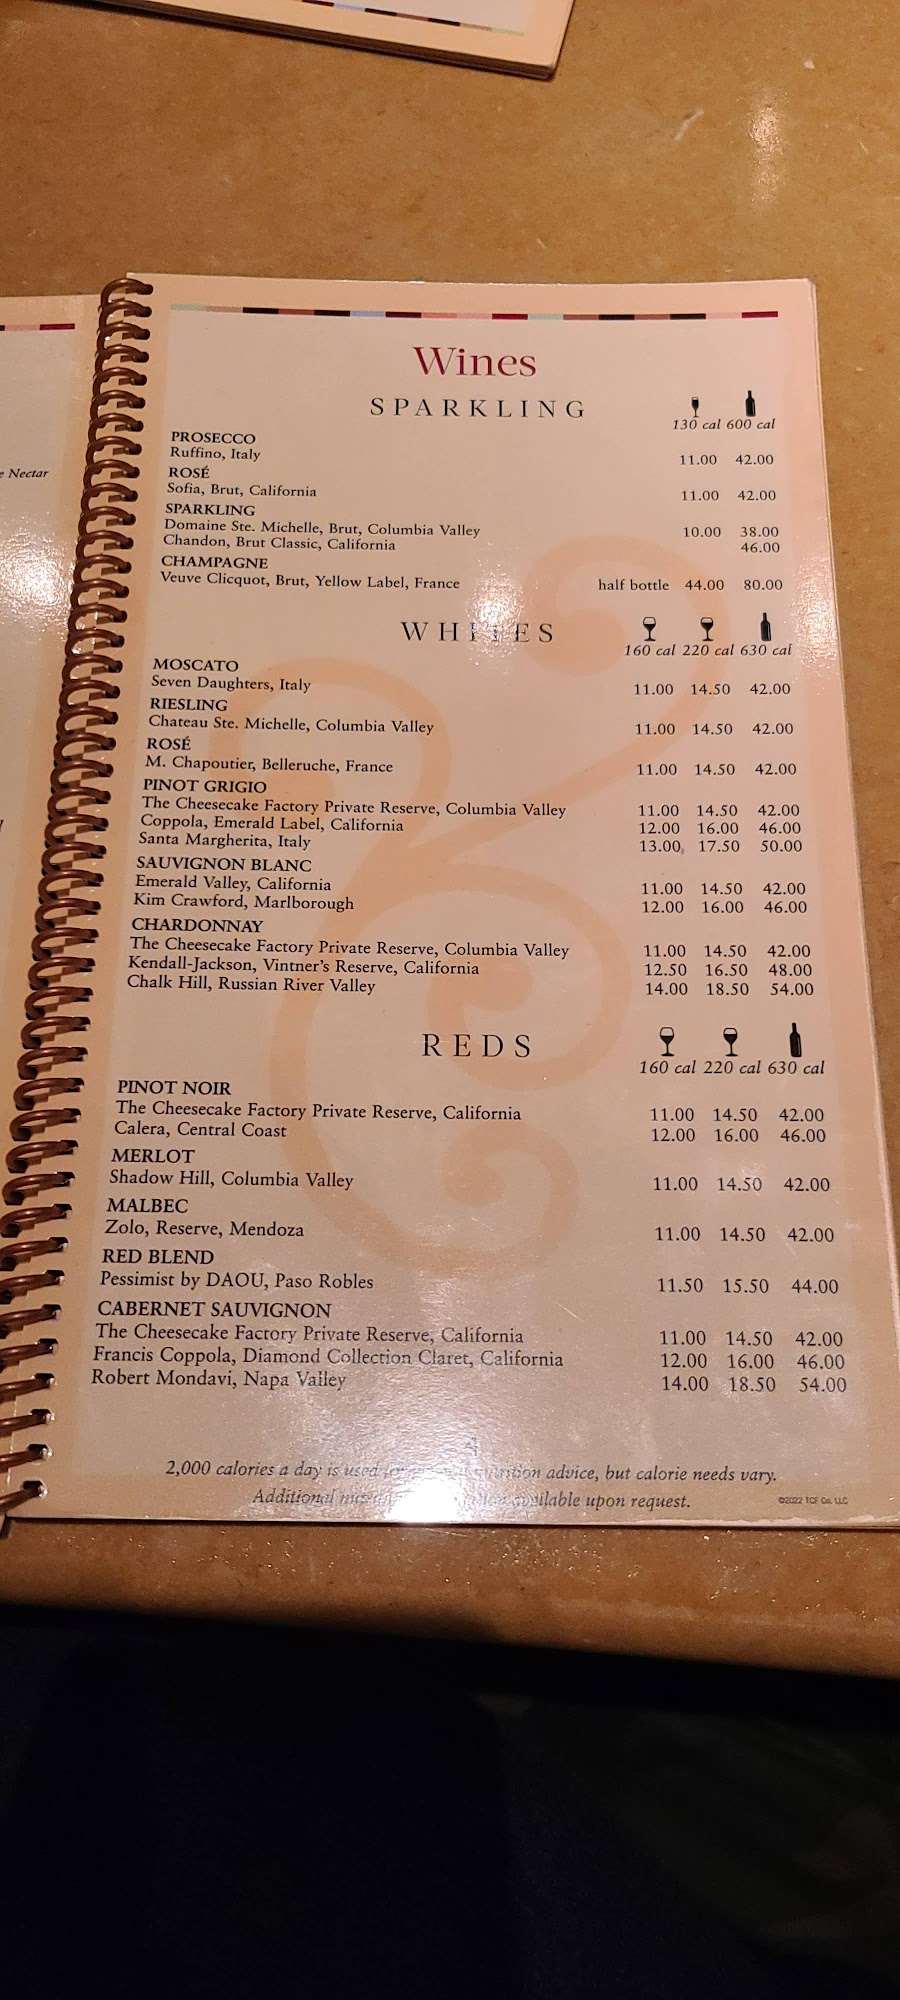 e Nectar
Wines
SPARKLING
130 cal 600 cal
PROSECCO
Ruffino, Italy 11.00 42.00
ROSÉ
Sofia, Brut, California 11.00 42.00
SPARKLING
Domaine Ste. Michelle, Brut, Columbia Valley 10.00 38.00
Chandon, Brut Classic, California 46.00
CHAMPAGNE
Veuve Clicquot, Brut, Yellow Label, France half bottle 44.00 80.00
WHITES
160 cal 220 cal 630 cal
MOSCATO
Seven Daughters, Italy 11.00 14.50 42.00
RIESLING
Chateau Ste. Michelle, Columbia Valley 11.00 14.50 42.00
ROSÉ
M. Chapoutier, Belleruche, France 11.00 14.50 42.00
PINOT GRIGIO
The Cheesecake Factory Private Reserve, Columbia Valley 11.00 14.50 42.00
Coppola, Emerald Label, California 12.00 16.00 46.00
Santa Margherita, Italy 13.00 17.50 50.00
SAUVIGNON BLANC
Emerald Valley, California 11.00 14.50 42.00
Kim Crawford, Marlborough 12.00 16.00 46.00
CHARDONNAY
The Cheesecake Factory Private Reserve, Columbia Valley 11.00 14.50 42.00
Kendall-Jackson, Vintner's Reserve, California 12.50 16.50 48.00
Chalk Hill, Russian River Valley 14.00 18.50 54.00
REDS
160 cal 220 cal 630 cal
PINOT NOIR
The Cheesecake Factory Private Reserve, California 11.00 14.50 42.00
Calera, Central Coast 12.00 16.00 46.00
MERLOT
Shadow Hill, Columbia Valley 11.00 14.50 42.00
MALBEC
Zolo, Reserve, Mendoza 11.00 14.50 42.00
RED BLEND
Pessimist by DAOU, Paso Robles 11.50 15.50 44.00
CABERNET SAUVIGNON
The Cheesecake Factory Private Reserve, California 11.00 14.50 42.00
Francis Coppola, Diamond Collection Claret, California 12.00 16.00 46.00
Robert Mondavi, Napa Valley 14.00 18.50 54.00
2,000 calories a day is used nutrition advice, but calorie needs vary.
Additional available upon request.
©2022 TCF Co. LLC